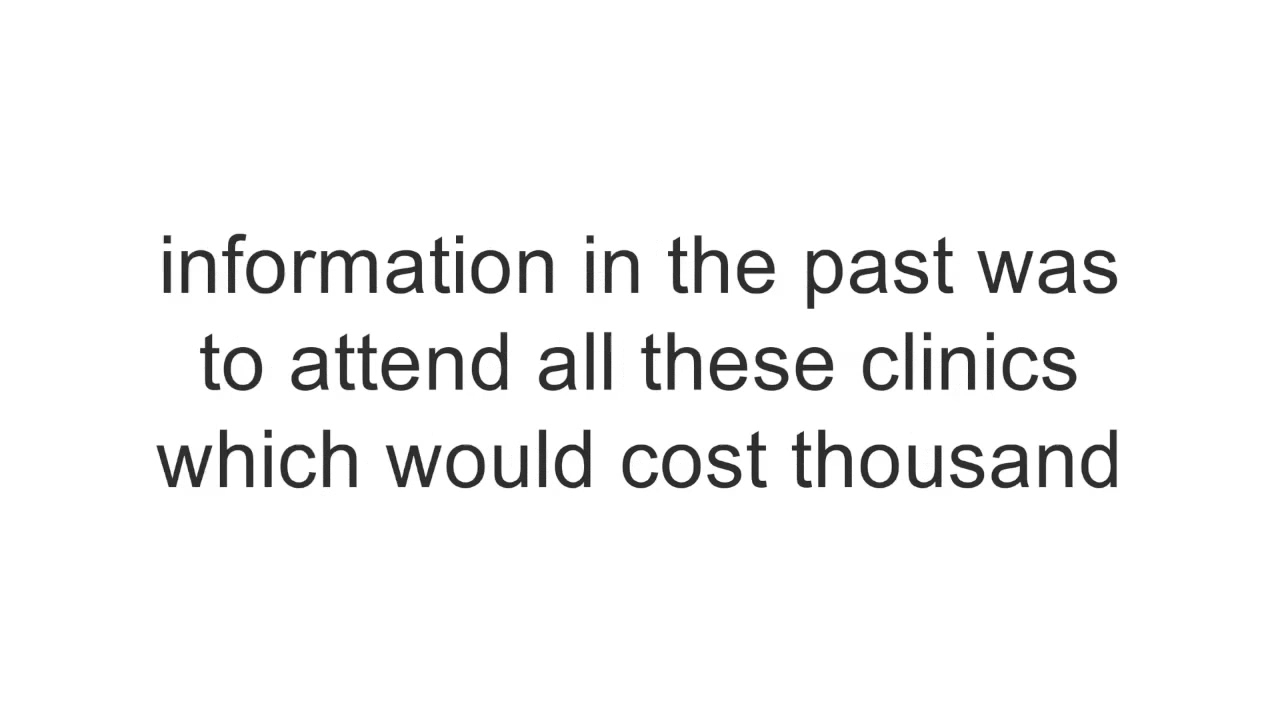 information in the past was
to attend all these clinics
which would cost thousand